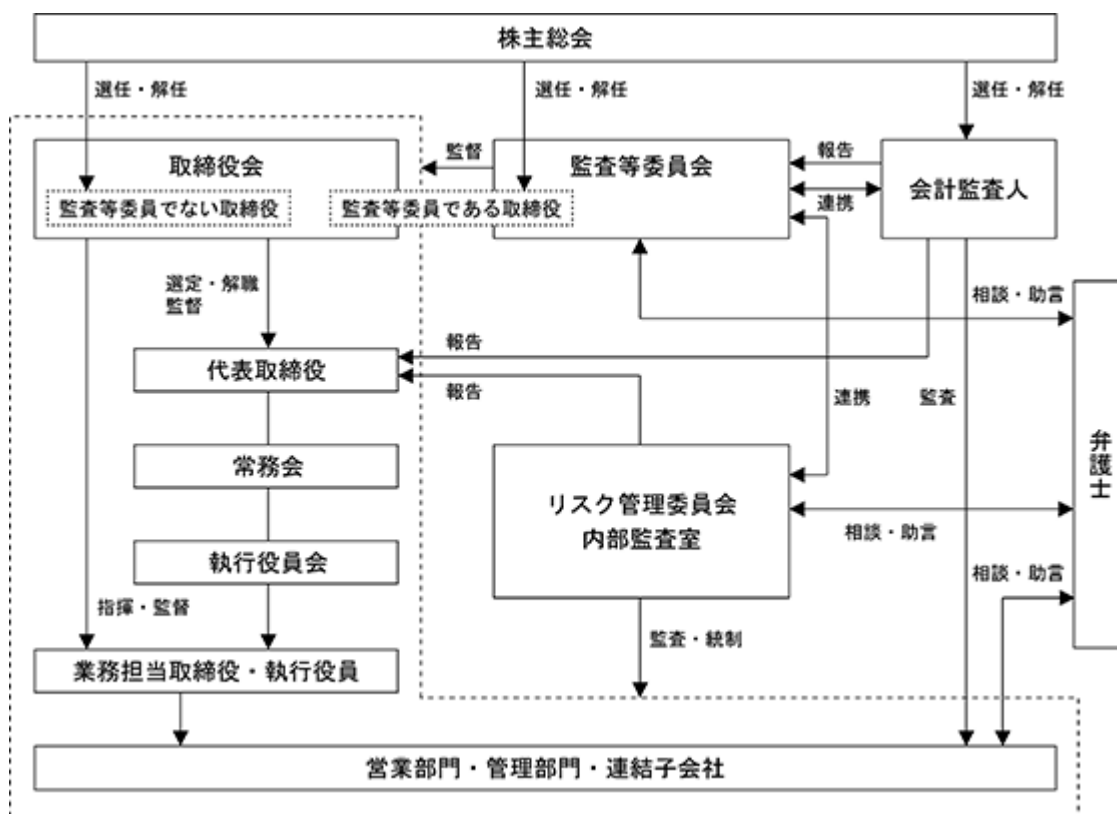 株主総会
選任・解任
選任・解任
選任・解任
取締役会
監督
監査等委員会
報告
会計監査人
監査等委員でない取締役
監査等委員である取締役
連携
選定・解職
監督
相談・助言
報告
代表取締役
報告
連携
監査
弁護士
常務会
リスク管理委員会
内部監査室
相談・助言
執行役員会
相談・助言
指揮・監督
監査・統制
業務担当取締役・執行役員
営業部門・管理部門・連結子会社